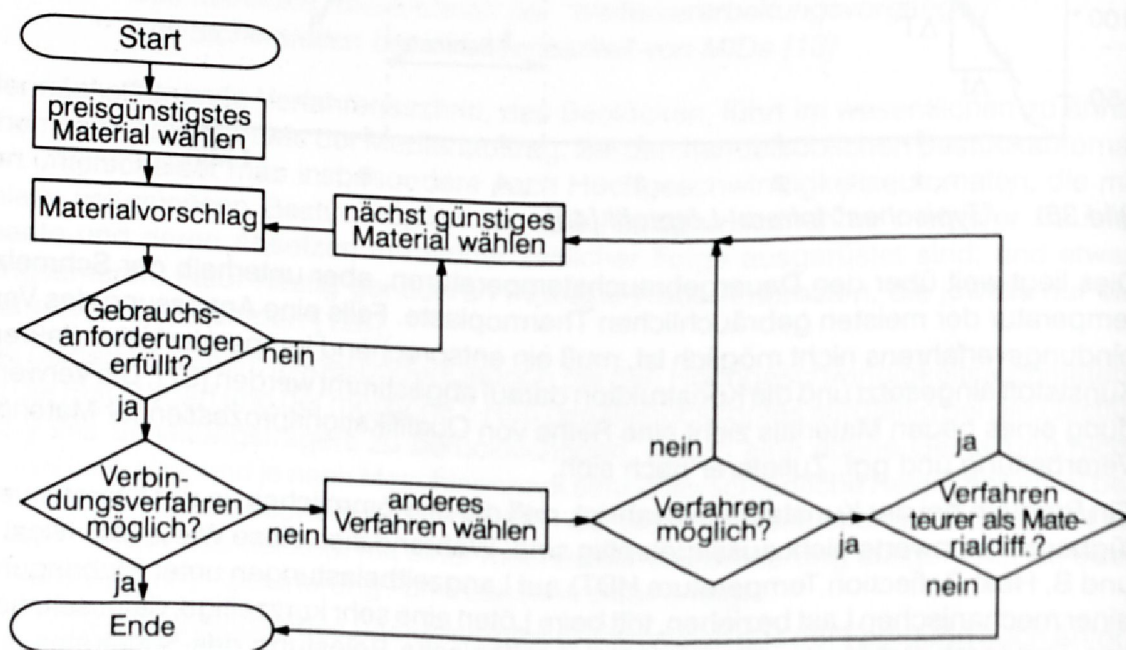 Start
preisgünstigstes
Material wählen
Materialvorschlag
nächst günstiges
Material wählen
Gebrauchs-
anforderungen
erfüllt?
nein
ja
Verbin-
dungsverfahren
möglich?
nein
anderes
Verfahren wählen
nein
Verfahren
möglich?
ja
ja
Verfahren
teurer als Mate-
rialdiff.?
nein
ja
Ende